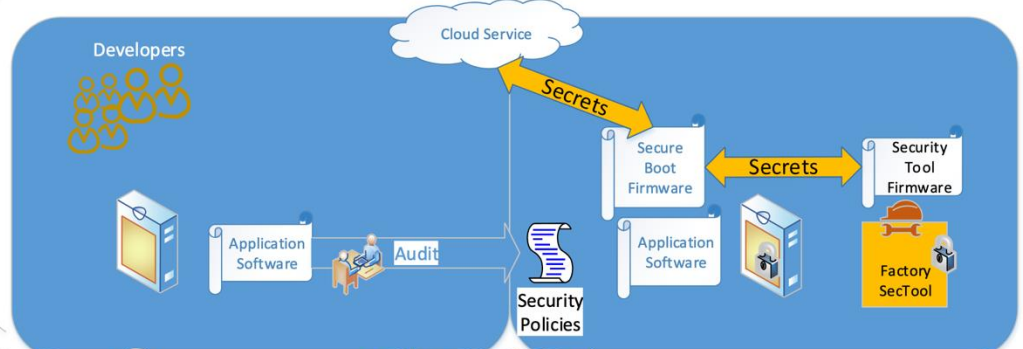 Cloud Service
Developers
Secrets
Secure
Boot
Firmware
Secrets
Security
Tool
Firmware
Application
Software
Audit
Security
Policies
Application
Software
Factory
SecTool